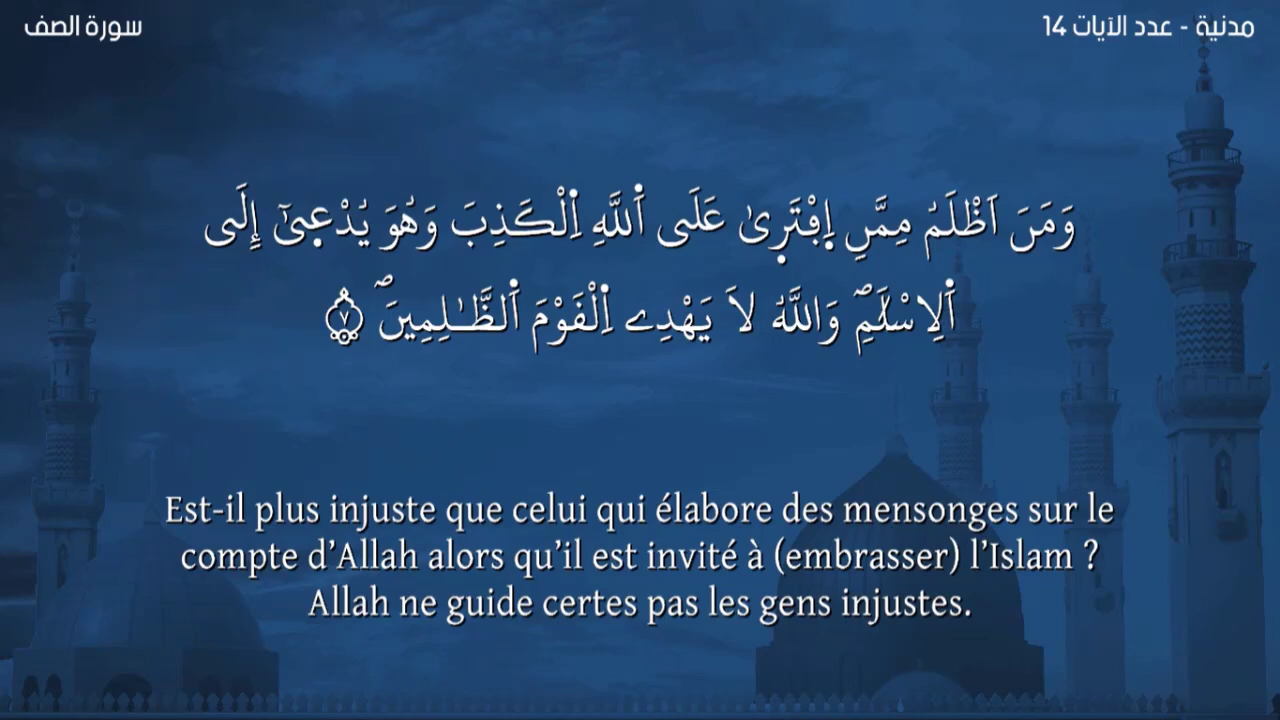 مدنية - عدد الآيات 14
سورة الصف
وَمَنَ اَظْلَمُ مِمَّنِ اِ۪فْتَر۪ىٰ عَلَى اَ۬للَّهِ اِ۬لْكَذِبَ وَهُوَ يُدْع۪ىٰٓ إِلَى
اَ۬لِاسْلَٰمِۖ وَاللَّهُ لَا يَهْدِے اِ۬لْقَوْمَ اَ۬لظَّٰلِمِينَۖ ٧
Est-il plus injuste que celui qui élabore des mensonges sur le
compte d’Allah alors qu’il est invité à (embrasser) l’Islam ?
Allah ne guide certes pas les gens injustes.